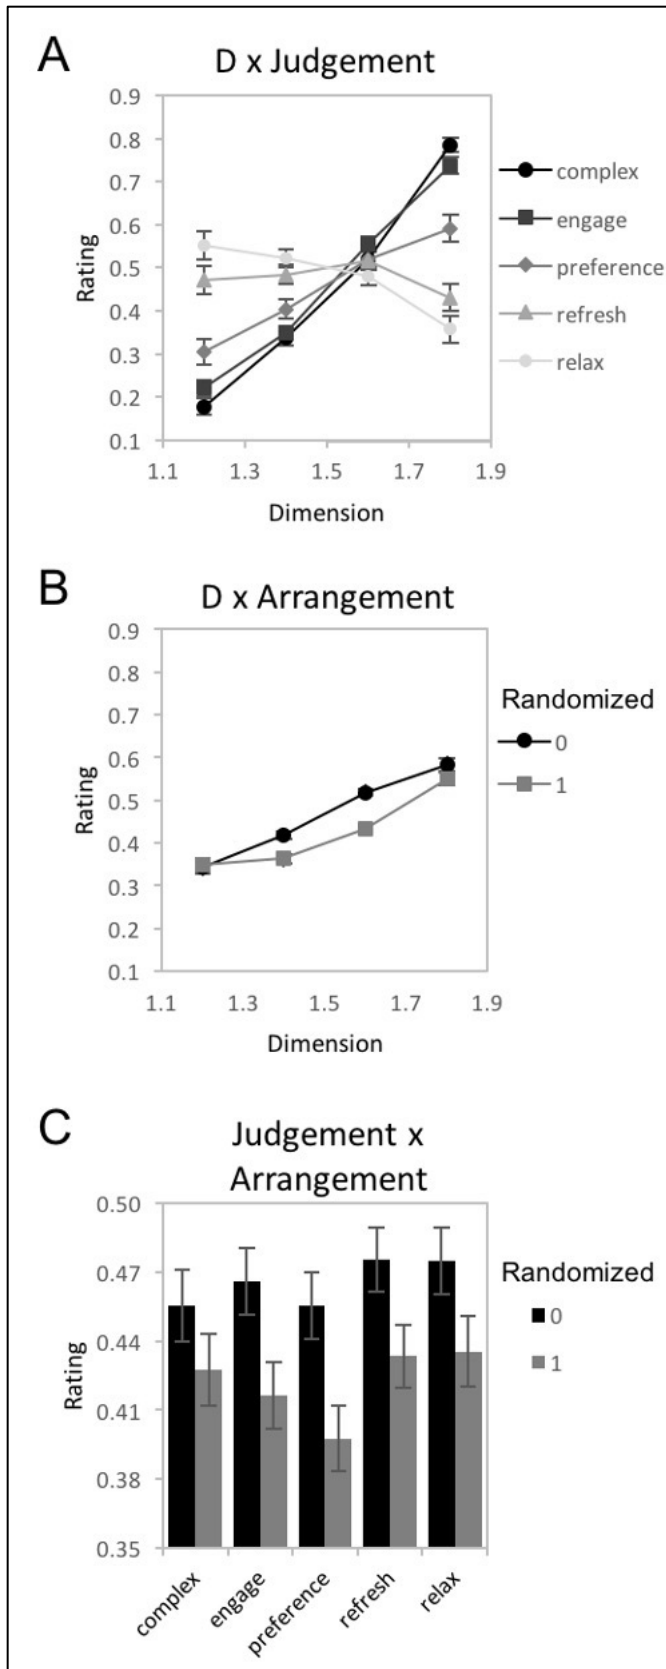 A
D x Judgement
0.9
0.8
0.7
0.6
0.5
0.4
0.3
0.2
0.1
Rating
1.1 1.3 1.5 1.7 1.9
Dimension
complex
engage
preference
refresh
relax
B
D x Arrangement
0.9
0.8
0.7
0.6
0.5
0.4
0.3
0.2
0.1
Rating
1.1 1.3 1.5 1.7 1.9
Dimension
Randomized
0
1
C
Judgement x
Arrangement
0.50
0.47
0.44
0.41
0.38
0.35
Rating
complex
engage
preference
refresh
relax
Randomized
0
1